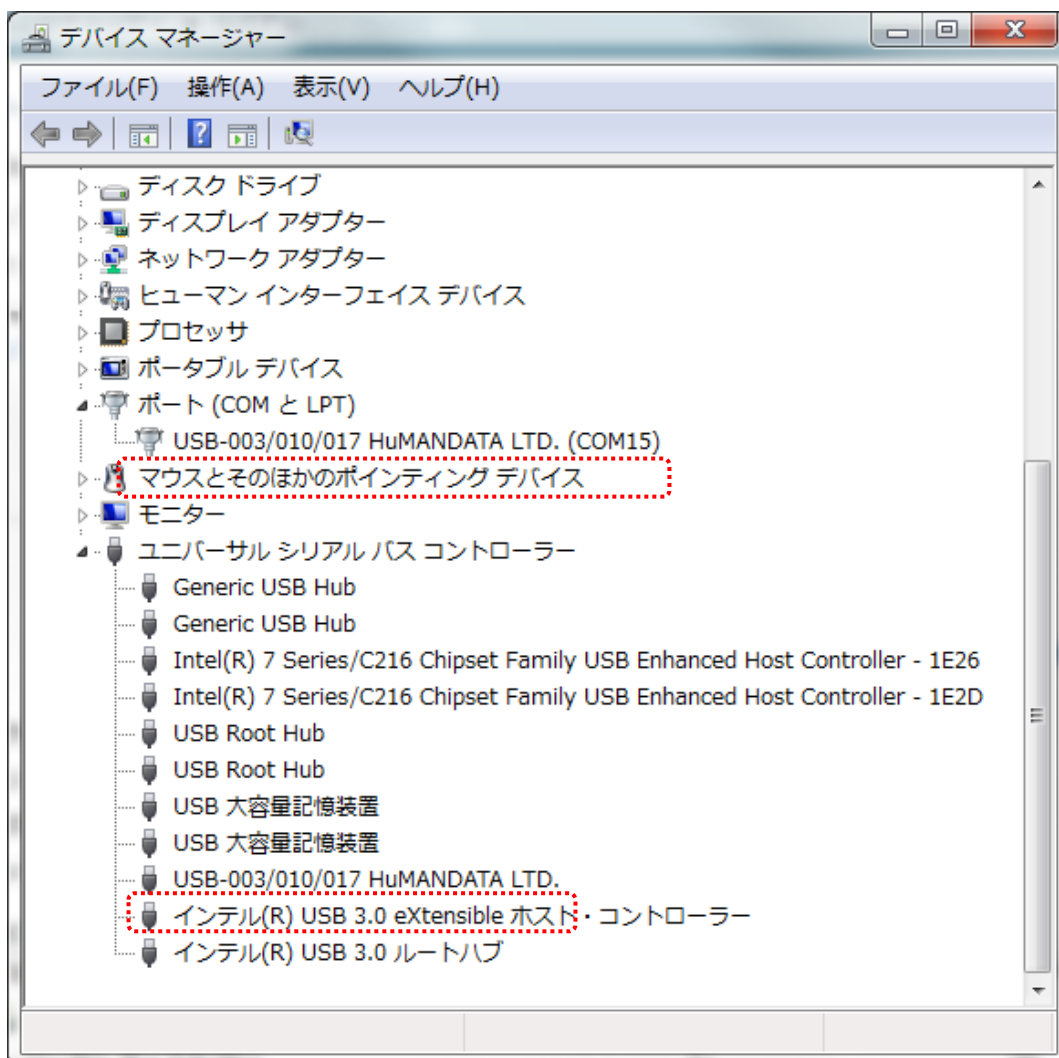 デバイス マネージャー
ファイル(F) 操作(A) 表示(V) ヘルプ(H)
ディスク ドライブ
ディスプレイ アダプター
ネットワーク アダプター
ヒューマン インターフェイス デバイス
プロセッサ
ポータブル デバイス
ポート (COM と LPT)
USB-003/010/017 HuMANDATA LTD. (COM15)
マウスとそのほかのポインティング デバイス
モニター
ユニバーサル シリアル バス コントローラー
Generic USB Hub
Generic USB Hub
Intel(R) 7 Series/C216 Chipset Family USB Enhanced Host Controller - 1E26
Intel(R) 7 Series/C216 Chipset Family USB Enhanced Host Controller - 1E2D
USB Root Hub
USB Root Hub
USB 大容量記憶装置
USB 大容量記憶装置
USB-003/010/017 HuMANDATA LTD.
インテル(R) USB 3.0 eXtensible ホスト・コントローラー
インテル(R) USB 3.0 ルートハブ